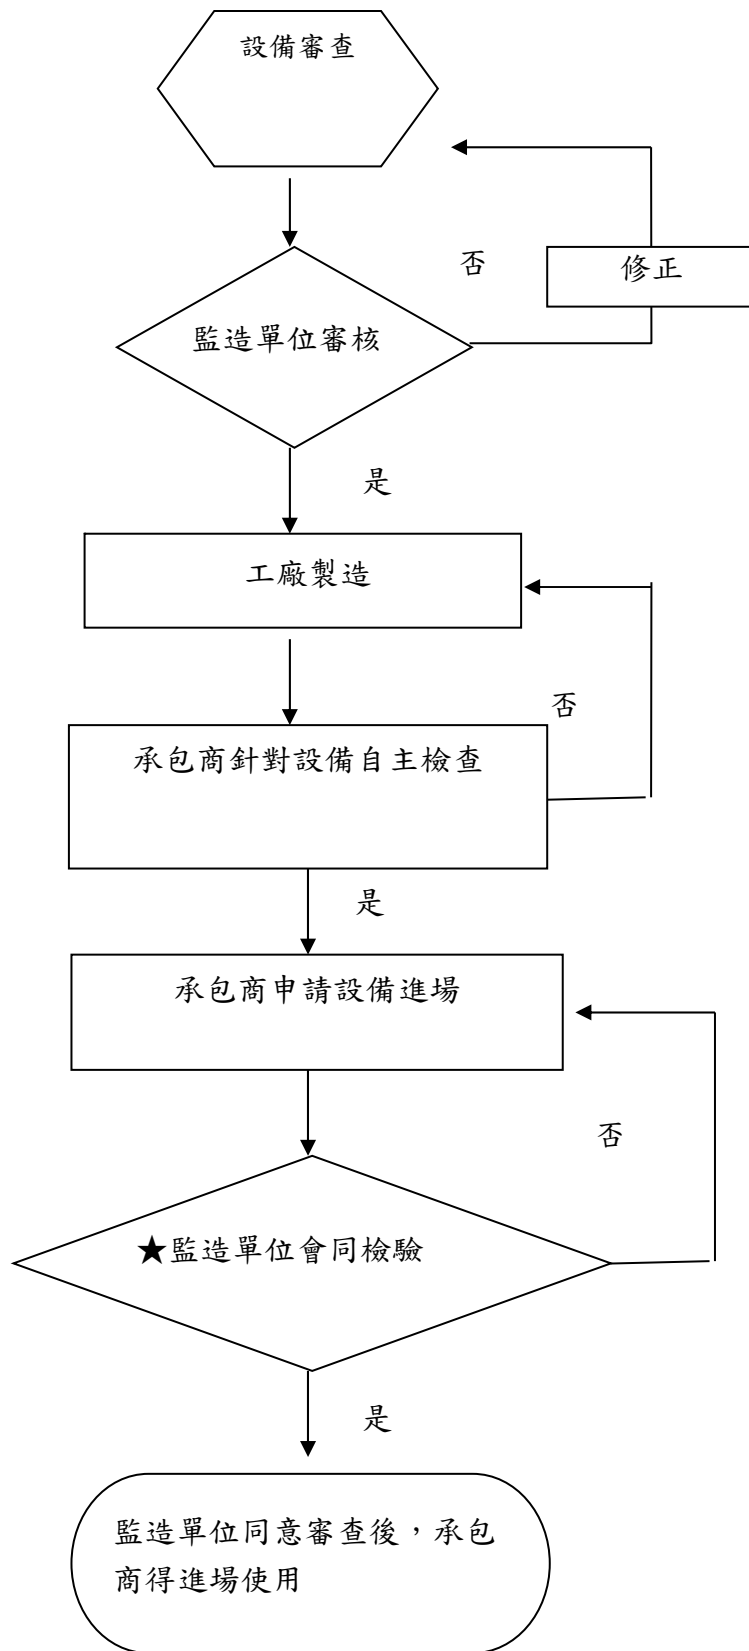 設備審查
否
修正
監造單位審核
是
工廠製造
否
承包商針對設備自主檢查
是
承包商申請設備進場
否
★監造單位會同檢驗
是
監造單位同意審查後，承包
商得進場使用